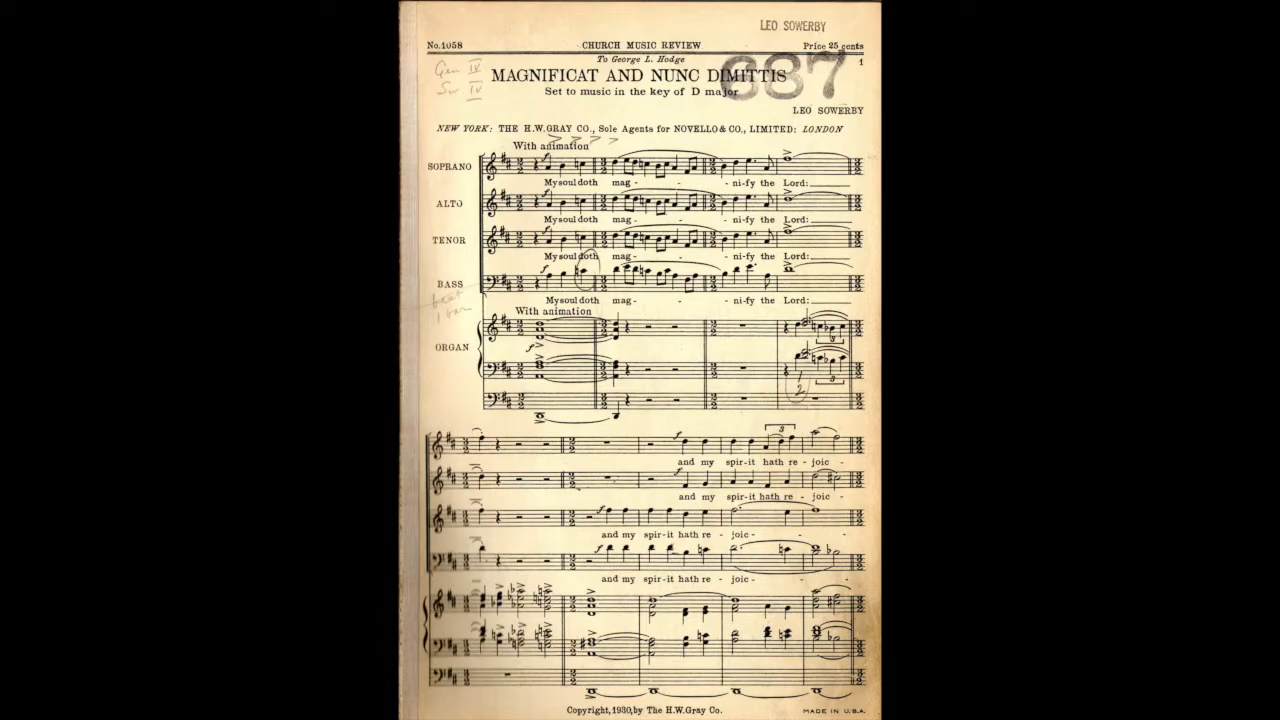 LEO SOWERBY
No. 1058 CHURCH MUSIC REVIEW Price 25 cents
To George L. Hodge 1
687
Gen IV
Sw. IV
MAGNIFICAT AND NUNC DIMITTIS
Set to music in the key of D major
LEO SOWERBY
NEW YORK: THE H.W. GRAY CO., Sole Agents for NOVELLO & CO., LIMITED: LONDON
With animation
SOPRANO
My soul doth mag - - - ni-fy the Lord:
ALTO
My soul doth mag - - - ni-fy the Lord:
TENOR
My soul doth mag - - - ni-fy the Lord:
BASS
My soul doth mag - - - ni-fy the Lord:
With animation
ORGAN
and my spir-it hath re - joic -
and my spir-it hath re - joic -
and my spir-it hath re - joic - - -
and my spir-it hath re - joic - - -
Copyright, 1930, by The H.W. Gray Co.
MADE IN U.S.A.